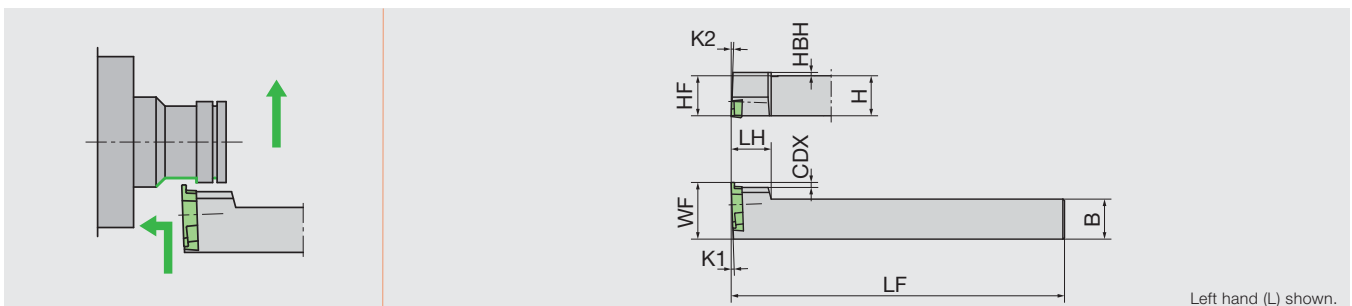 K2
HBH
HF
H
LH
CDX
WF
B
K1
LF
Left hand (L) shown.